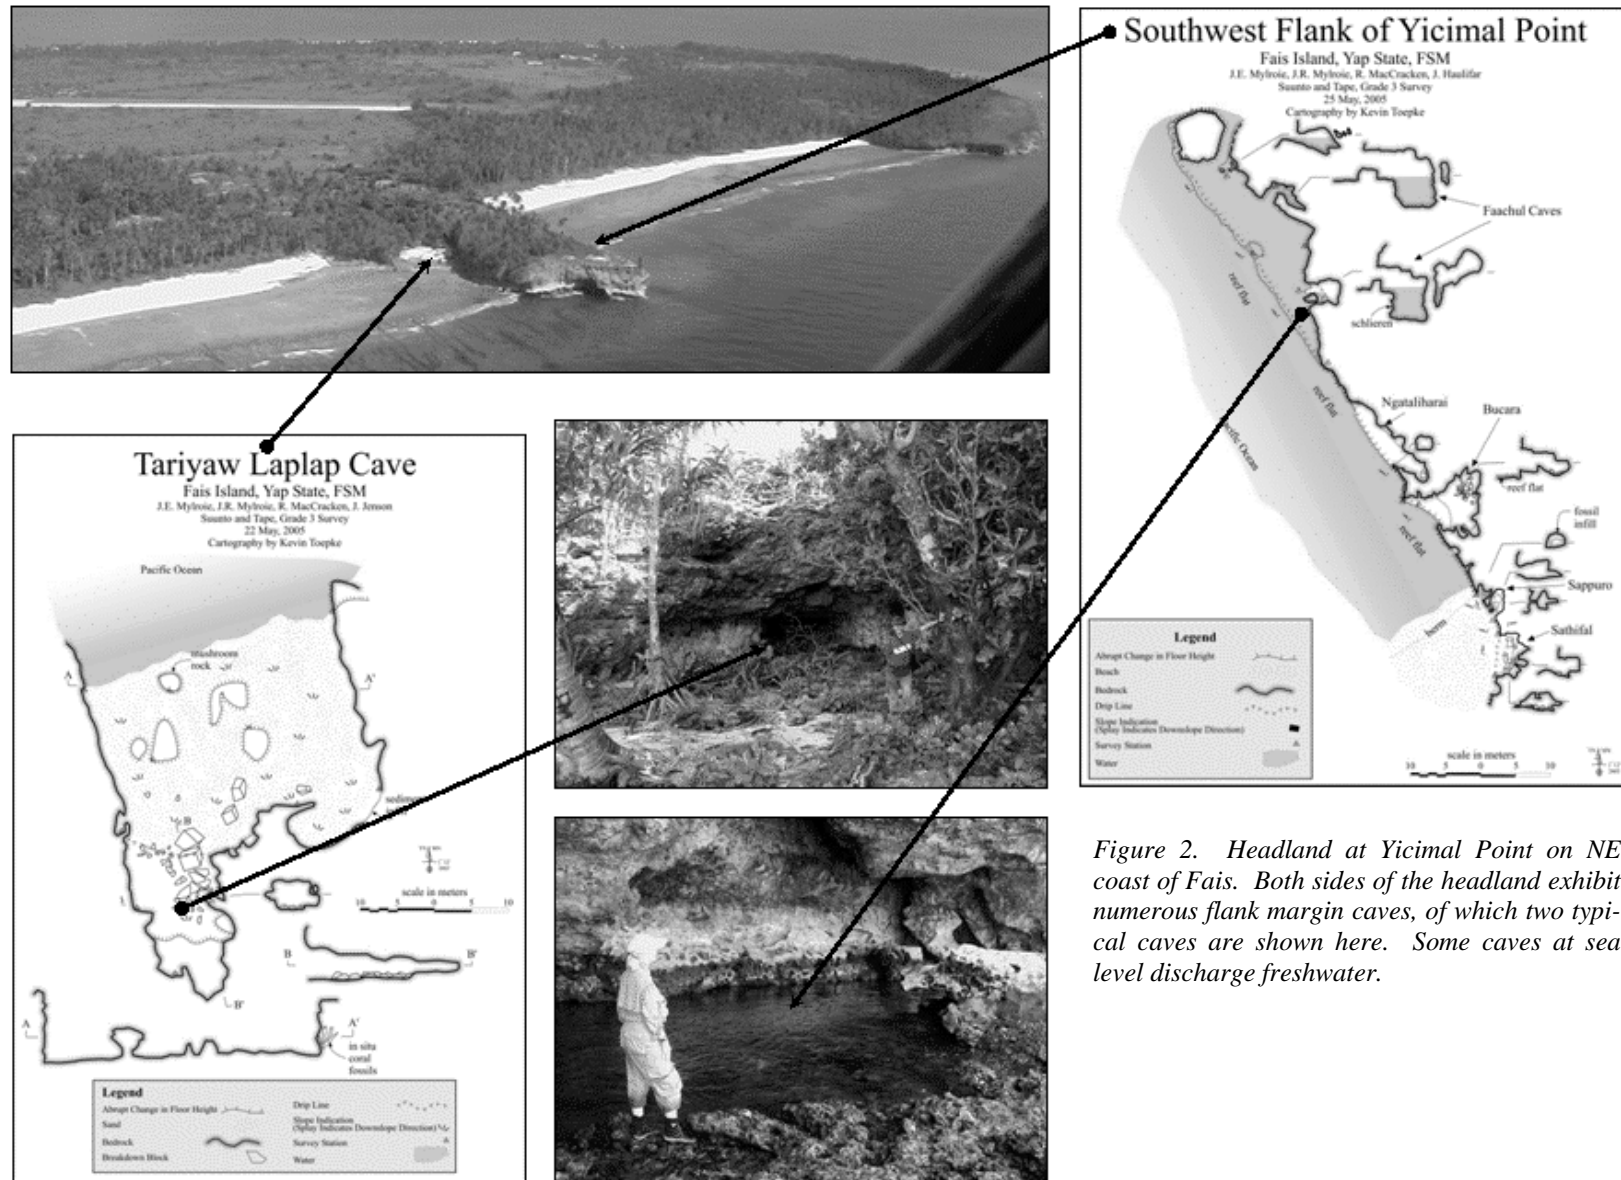 Southwest Flank of Yicimal Point
Fais Island, Yap State, FSM
J.E. Mylroie, J.R. Mylroie, R. MacCracken, J. Haulifar
Suunto and Tape, Grade 3 Survey
25 May, 2005
Cartography by Kevin Toepke
Faachul Caves
schlieren
reef flat
reef flat
Pacific Ocean
Ngataliharai
Bucara
reef flat
fossil
infill
reef flat
Sappuro
berm
Sathifal
Legend
Abrupt Change in Floor Height
Beach
Bedrock
Drip Line
Slope Indication
(Splay Indicates Downslope Direction)
Survey Station
Water
scale in meters
10 5 0 5 10
Tariyaw Laplap Cave
Fais Island, Yap State, FSM
J.E. Mylroie, J.R. Mylroie, R. MacCracken, J. Jenson
Suunto and Tape, Grade 3 Survey
22 May, 2005
Cartography by Kevin Toepke
Pacific Ocean
mushroom
rock
A A'
B
scale in meters
10 5 0 5 10
B B'
B'
A A'
in situ
coral
fossils
Legend
Abrupt Change in Floor Height
Sand
Bedrock
Breakdown Block
Drip Line
Slope Indication
(Splay Indicates Downslope Direction)
Survey Station
Water
Figure 2. Headland at Yicimal Point on NE
coast of Fais. Both sides of the headland exhibit
numerous flank margin caves, of which two typi-
cal caves are shown here. Some caves at sea
level discharge freshwater.